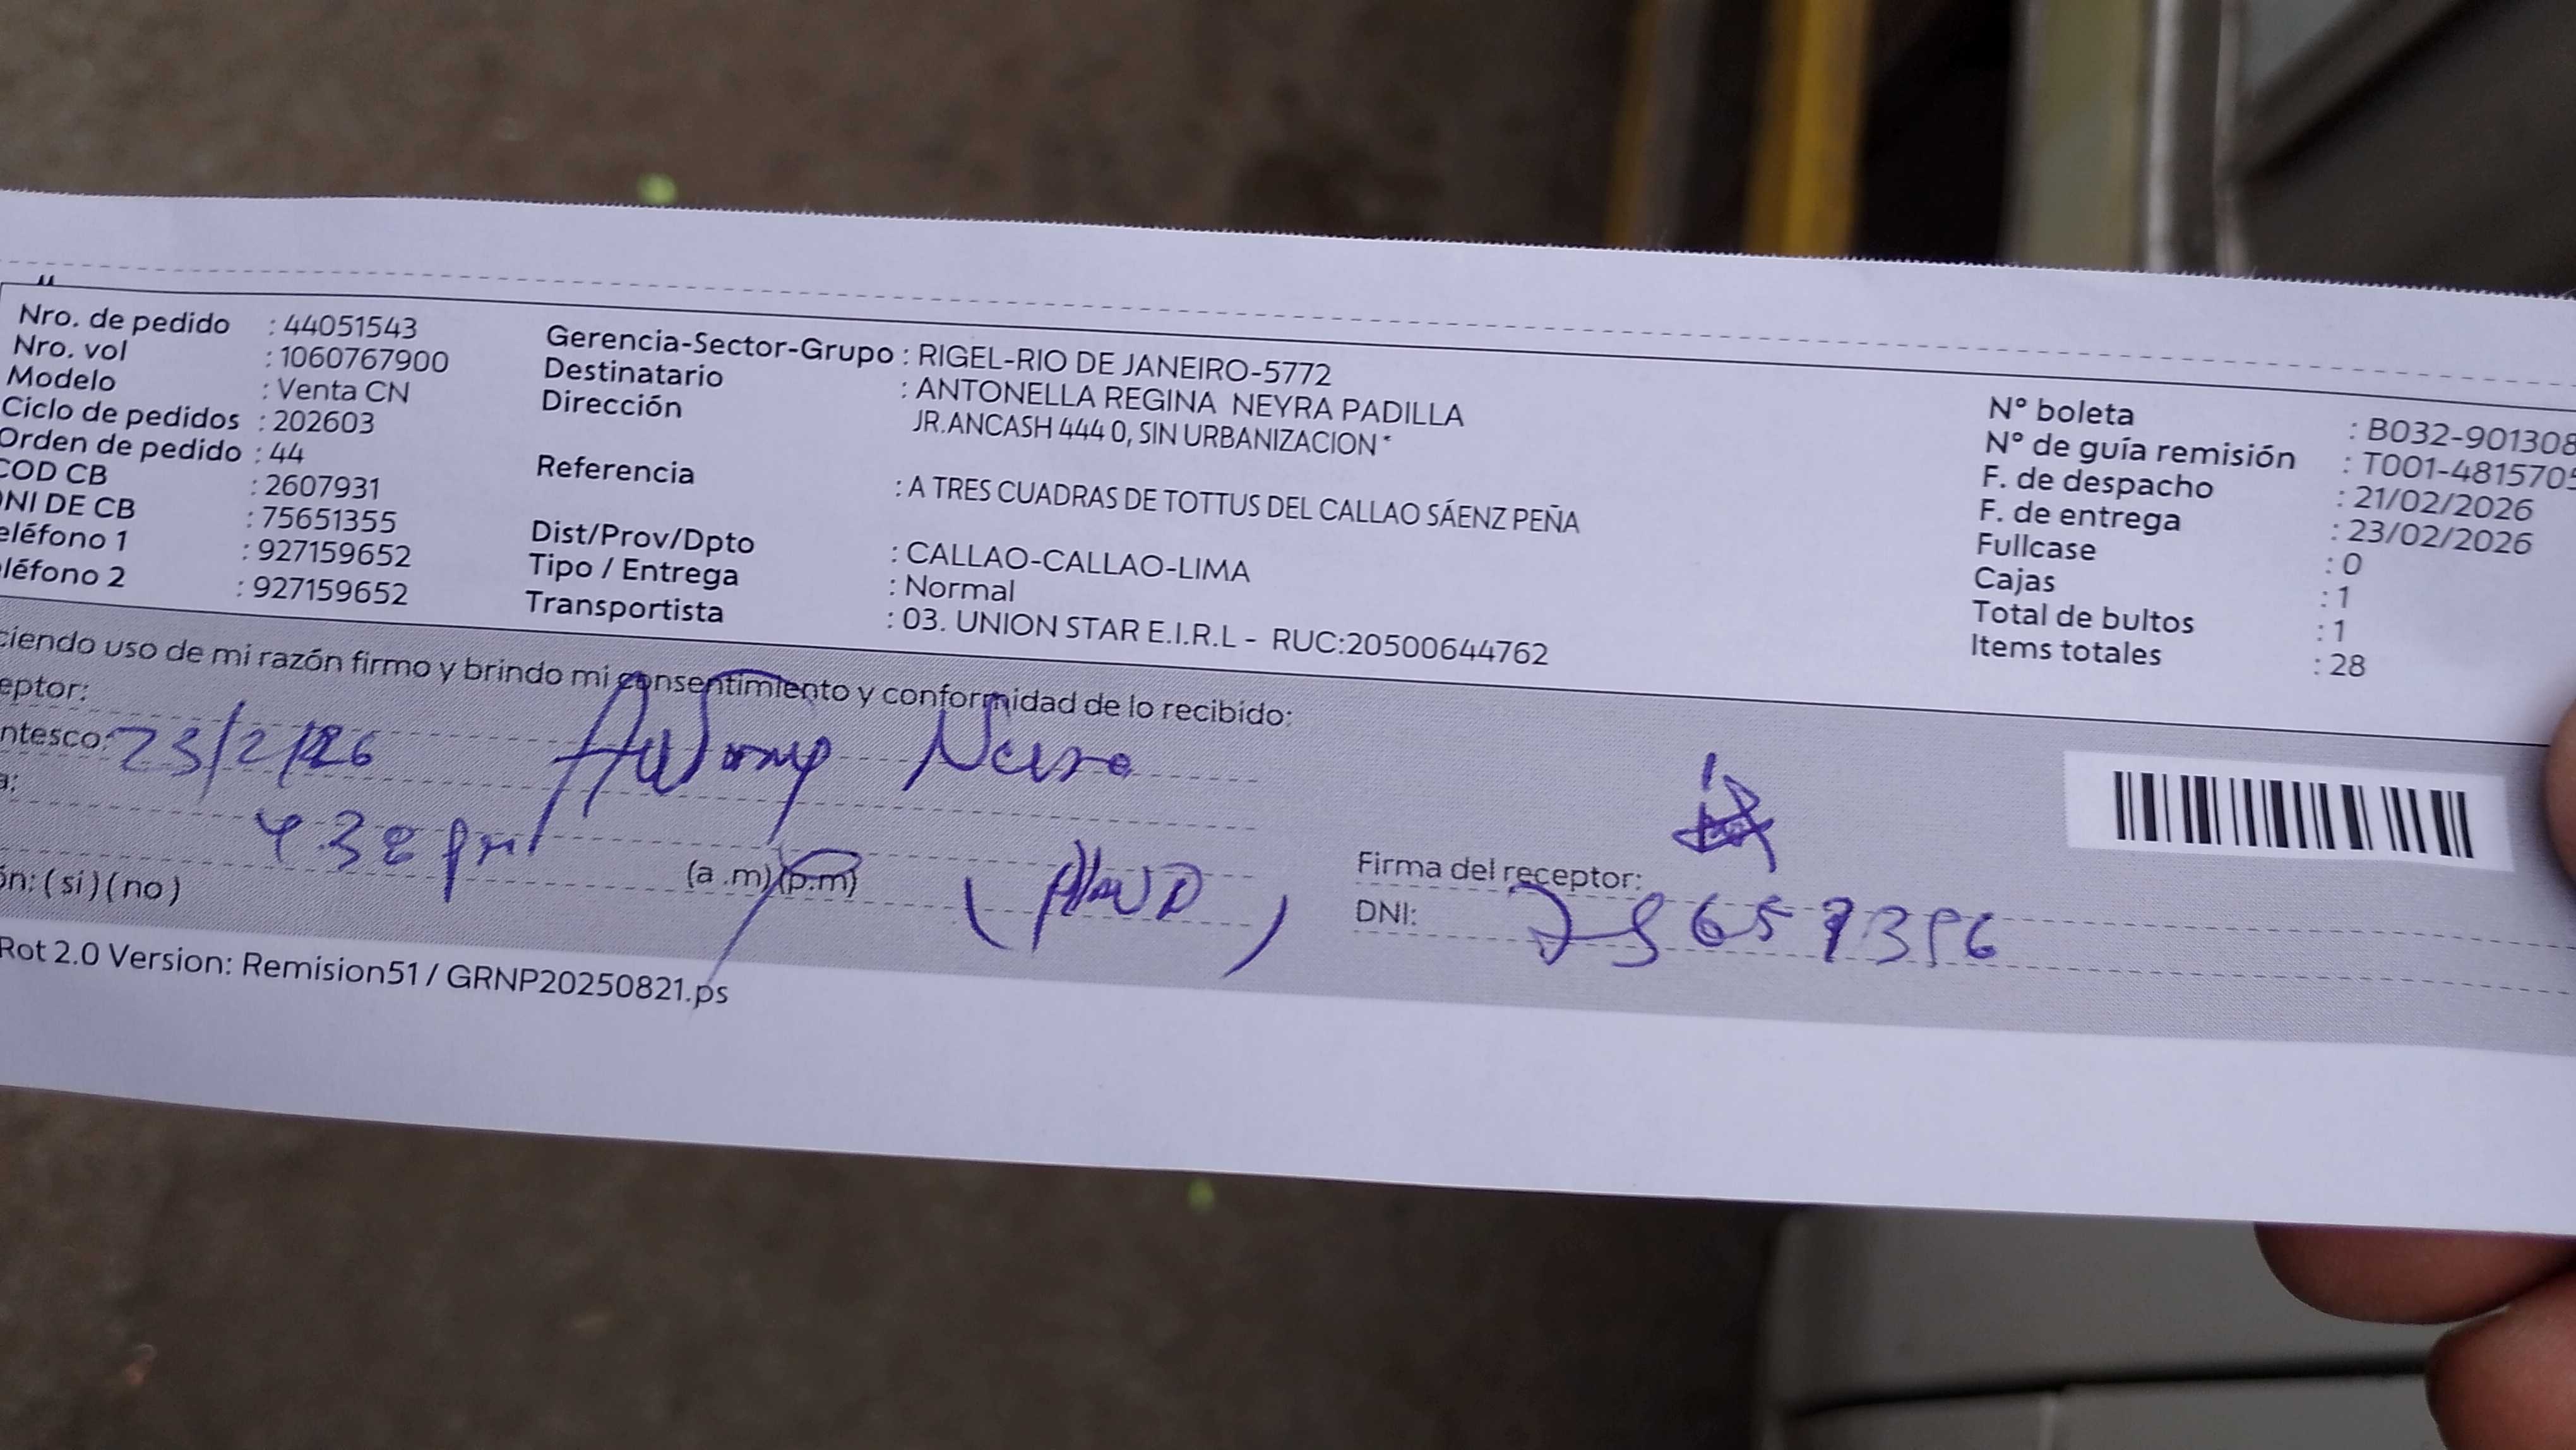 Nro. de pedido : 44051543
Nro. vol : 1060767900
Modelo : Venta CN
Ciclo de pedidos : 202603
Orden de pedido : 44
COD CB : 2607931
NI DE CB : 75651355
eléfono 1 : 927159652
léfono 2 : 927159652
Gerencia-Sector-Grupo : RIGEL-RIO DE JANEIRO-5772
Destinatario : ANTONELLA REGINA NEYRA PADILLA
Dirección JR.ANCASH 444 0, SIN URBANIZACION *
Referencia : A TRES CUADRAS DE TOTTUS DEL CALLAO SÁENZ PEÑA
Dist/Prov/Dpto : CALLAO-CALLAO-LIMA
Tipo / Entrega : Normal
Transportista : 03. UNION STAR E.I.R.L - RUC:20500644762
N° boleta : B032-901308
N° de guía remisión : T001-4815705
F. de despacho : 21/02/2026
F. de entrega : 23/02/2026
Fullcase : 0
Cajas : 1
Total de bultos : 1
Items totales : 28
ciendo uso de mi razón firmo y brindo mi consentimiento y conformidad de lo recibido:
eptor:
ntesco: 23/2/26
a:
4 38 pm
ón: ( si ) ( no )
(a .m) (p.m)
Firma del receptor:
DNI:
Rot 2.0 Version: Remision51 / GRNP20250821.ps